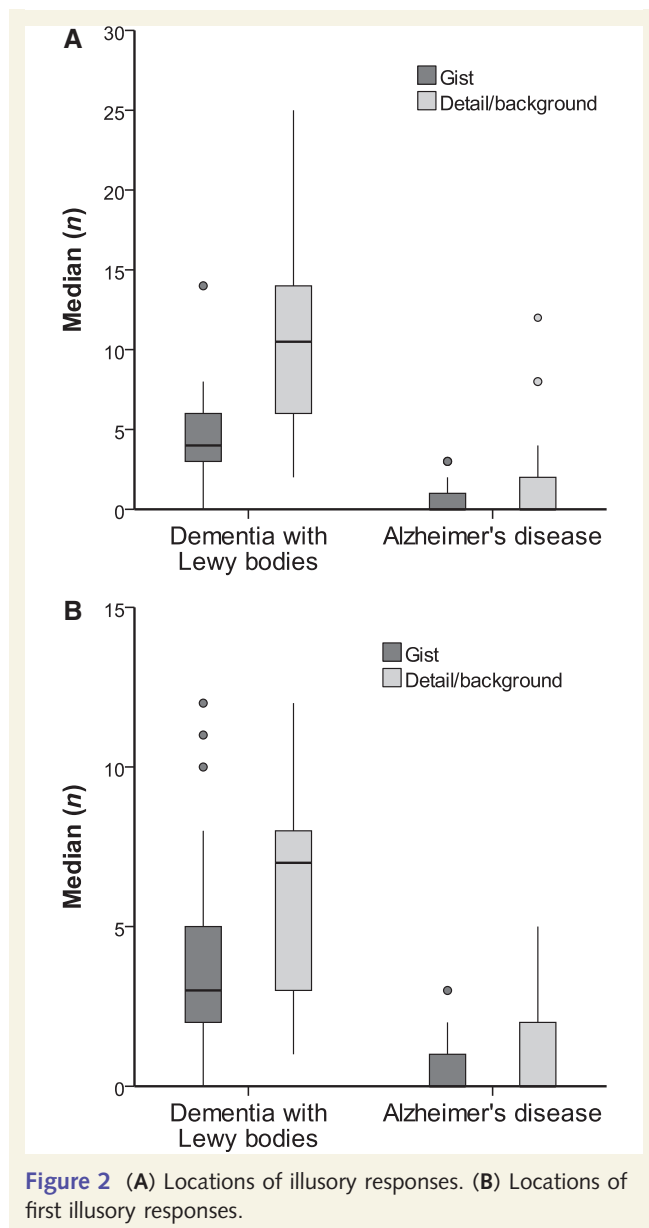 A
30
25
20
15
10
5
0
Median (n)
Gist
Detail/background
Dementia with
Lewy bodies
Alzheimer's disease
B
15
10
5
0
Median (n)
Gist
Detail/background
Dementia with
Lewy bodies
Alzheimer's disease
Figure 2 (A) Locations of illusory responses. (B) Locations of
first illusory responses.